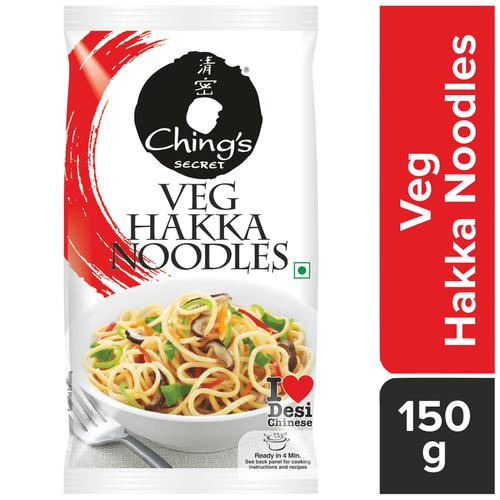 清
密
®
Ching's
SECRET
VEG
HAKKA
NOODLES
I ❤
Desi
Chinese
Ready in 4 Min.
See back panel for cooking
instructions and recipes
Veg
Hakka Noodles
150
g